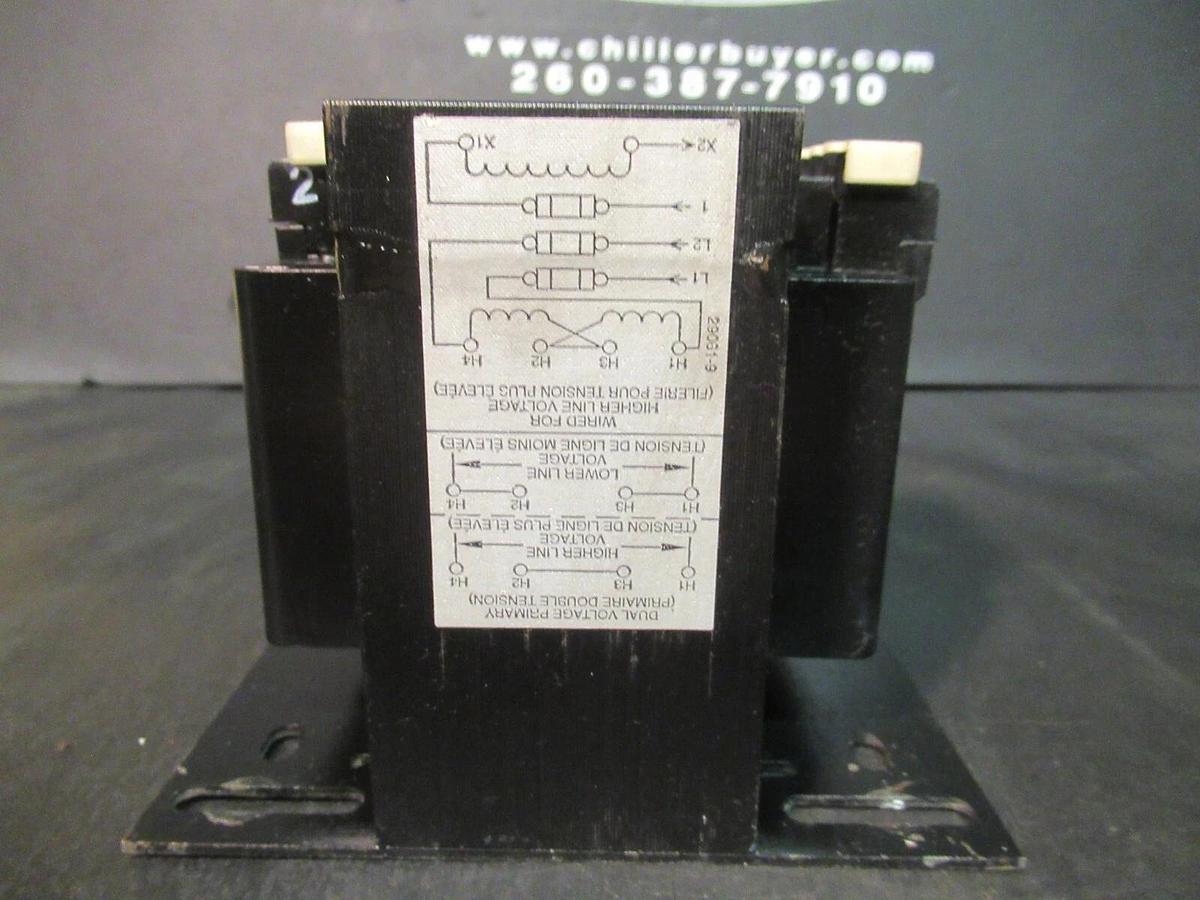 www.chillerbuyer.com
260-387-7910
2
DUAL VOLTAGE PRIMARY
(PRIMAIRE DOUBLE TENSION)
H1 H3 H2 H4
HIGHER LINE
VOLTAGE
(TENSION DE LIGNE PLUS ÉLEVÉE)
H1 H3 H2 H4
LOWER LINE
VOLTAGE
(TENSION DE LIGNE MOINS ÉLEVÉE)
WIRED FOR
HIGHER LINE VOLTAGE
(FILERIE POUR TENSION PLUS ÉLEVÉE)
H1 H3 H2 H4
L1
L2
1
X2 X1